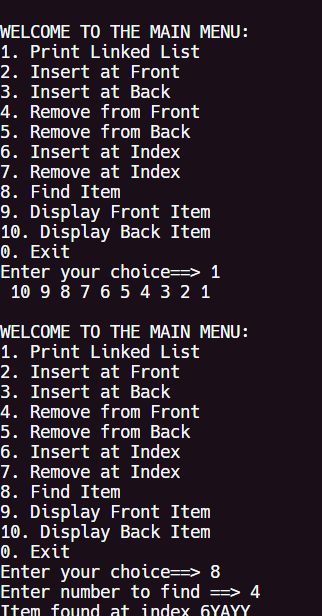 WELCOME TO THE MAIN MENU:
1. Print Linked List
2. Insert at Front
3. Insert at Back
4. Remove from Front
5. Remove from Back
6. Insert at Index
7. Remove at Index
8. Find Item
9. Display Front Item
10. Display Back Item
0. Exit
Enter your choice==> 1
 10 9 8 7 6 5 4 3 2 1
WELCOME TO THE MAIN MENU:
1. Print Linked List
2. Insert at Front
3. Insert at Back
4. Remove from Front
5. Remove from Back
6. Insert at Index
7. Remove at Index
8. Find Item
9. Display Front Item
10. Display Back Item
0. Exit
Enter your choice==> 8
Enter number to find ==> 4
Item found at index 6YAYY